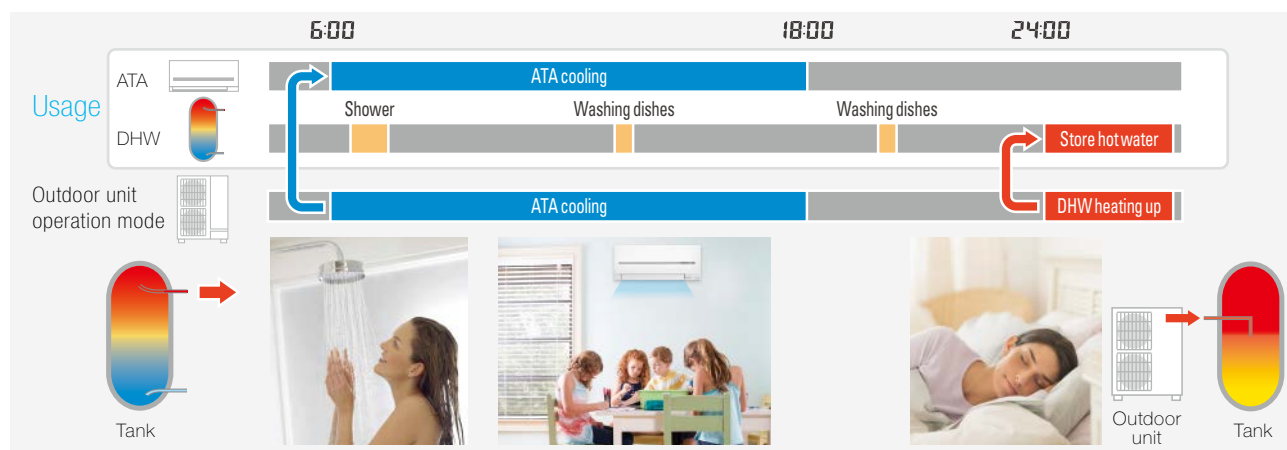 6:00 18:00 24:00
ATA ATA cooling
Usage
Shower Washing dishes Washing dishes
DHW Store hot water
Outdoor unit
operation mode
ATA cooling DHW heating up
Tank
Outdoor
unit
Tank